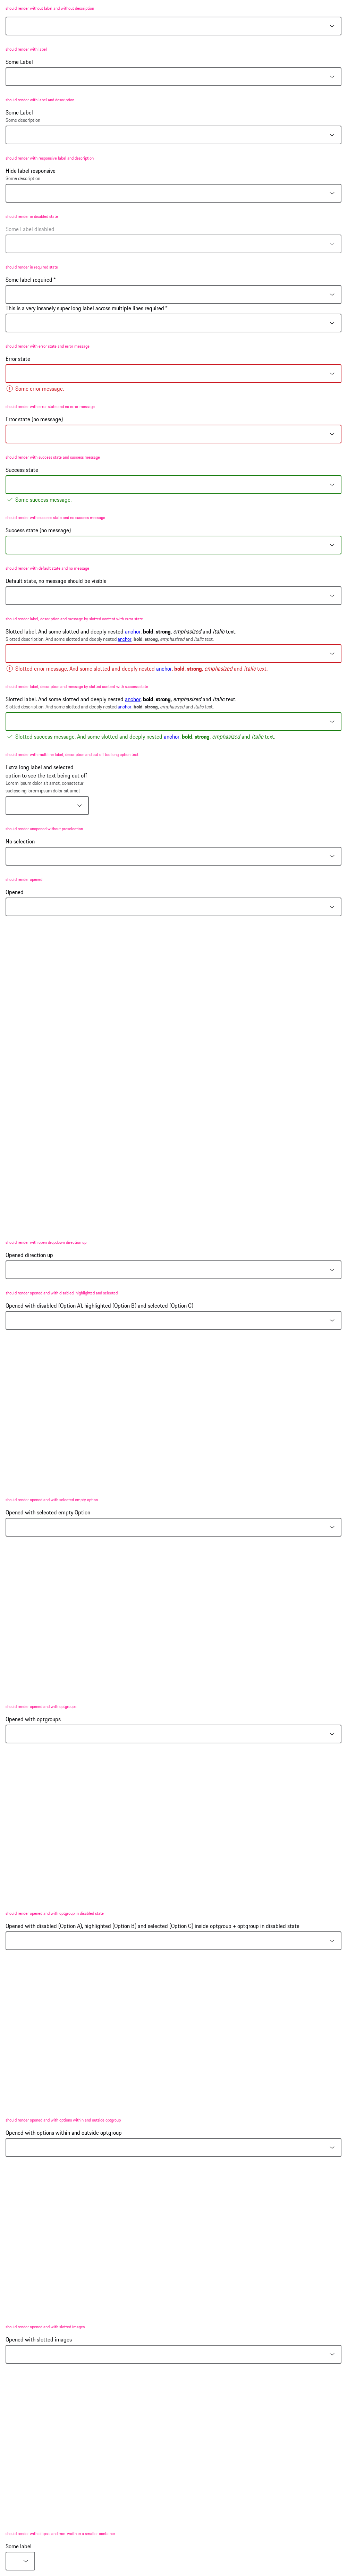 should render without label and without description
should render with label
Some Label
should render with label and description
Some Label
Some description
should render with responsive label and description
Hide label responsive
Some description
should render in disabled state
Some Label disabled
should render in required state
Some label required *
This is a very insanely super long label across multiple lines required *
should render with error state and error message
Error state
Some error message.
should render with error state and no error message
Error state (no message)
should render with success state and success message
Success state
Some success message.
should render with success state and no success message
Success state (no message)
should render with default state and no message
Default state, no message should be visible
should render label, description and message by slotted content with error state
Slotted label. And some slotted and deeply nested anchor, bold, strong, emphasized and italic text.
Slotted description. And some slotted and deeply nested anchor, bold, strong, emphasized and italic text.
Slotted error message. And some slotted and deeply nested anchor, bold, strong, emphasized and italic text.
should render label, description and message by slotted content with success state
Slotted label. And some slotted and deeply nested anchor, bold, strong, emphasized and italic text.
Slotted description. And some slotted and deeply nested anchor, bold, strong, emphasized and italic text.
Slotted success message. And some slotted and deeply nested anchor, bold, strong, emphasized and italic text.
should render with multiline label, description and cut off too long option text
Extra long label and selected
option to see the text being cut off
Lorem ipsum dolor sit amet, consetetur
sadipscing lorem ipsum dolor sit amet
should render unopened without preselection
No selection
should render opened
Opened
should render with open dropdown direction up
Opened direction up
should render opened and with disabled, highlighted and selected
Opened with disabled (Option A), highlighted (Option B) and selected (Option C)
should render opened and with selected empty option
Opened with selected empty Option
should render opened and with optgroups
Opened with optgroups
should render opened and with optgroup in disabled state
Opened with disabled (Option A), highlighted (Option B) and selected (Option C) inside optgroup + optgroup in disabled state
should render opened and with options within and outside optgroup
Opened with options within and outside optgroup
should render opened and with slotted images
Opened with slotted images
should render with ellipsis and min width in a smaller container
Some label